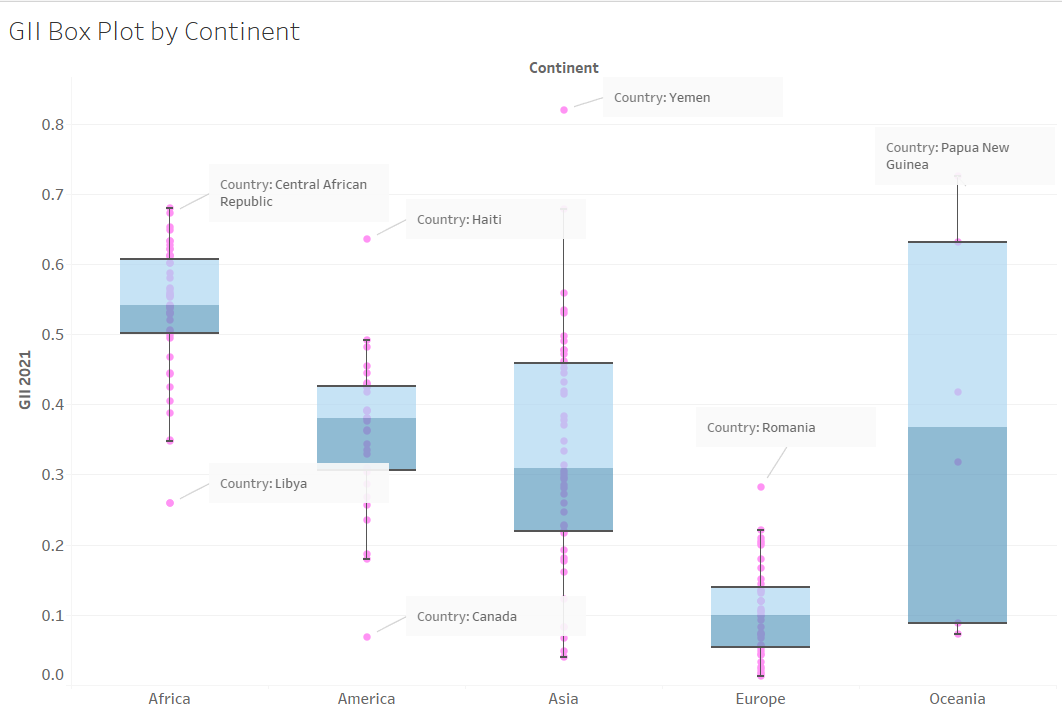 GII Box Plot by Continent
Continent
Country: Yemen
Country: Papua New
Guinea
Country: Central African
Republic
Country: Haiti
Country: Romania
Country: Libya
Country: Canada
GII 2021
0.8
0.7
0.6
0.5
0.4
0.3
0.2
0.1
0.0
Africa
America
Asia
Europe
Oceania